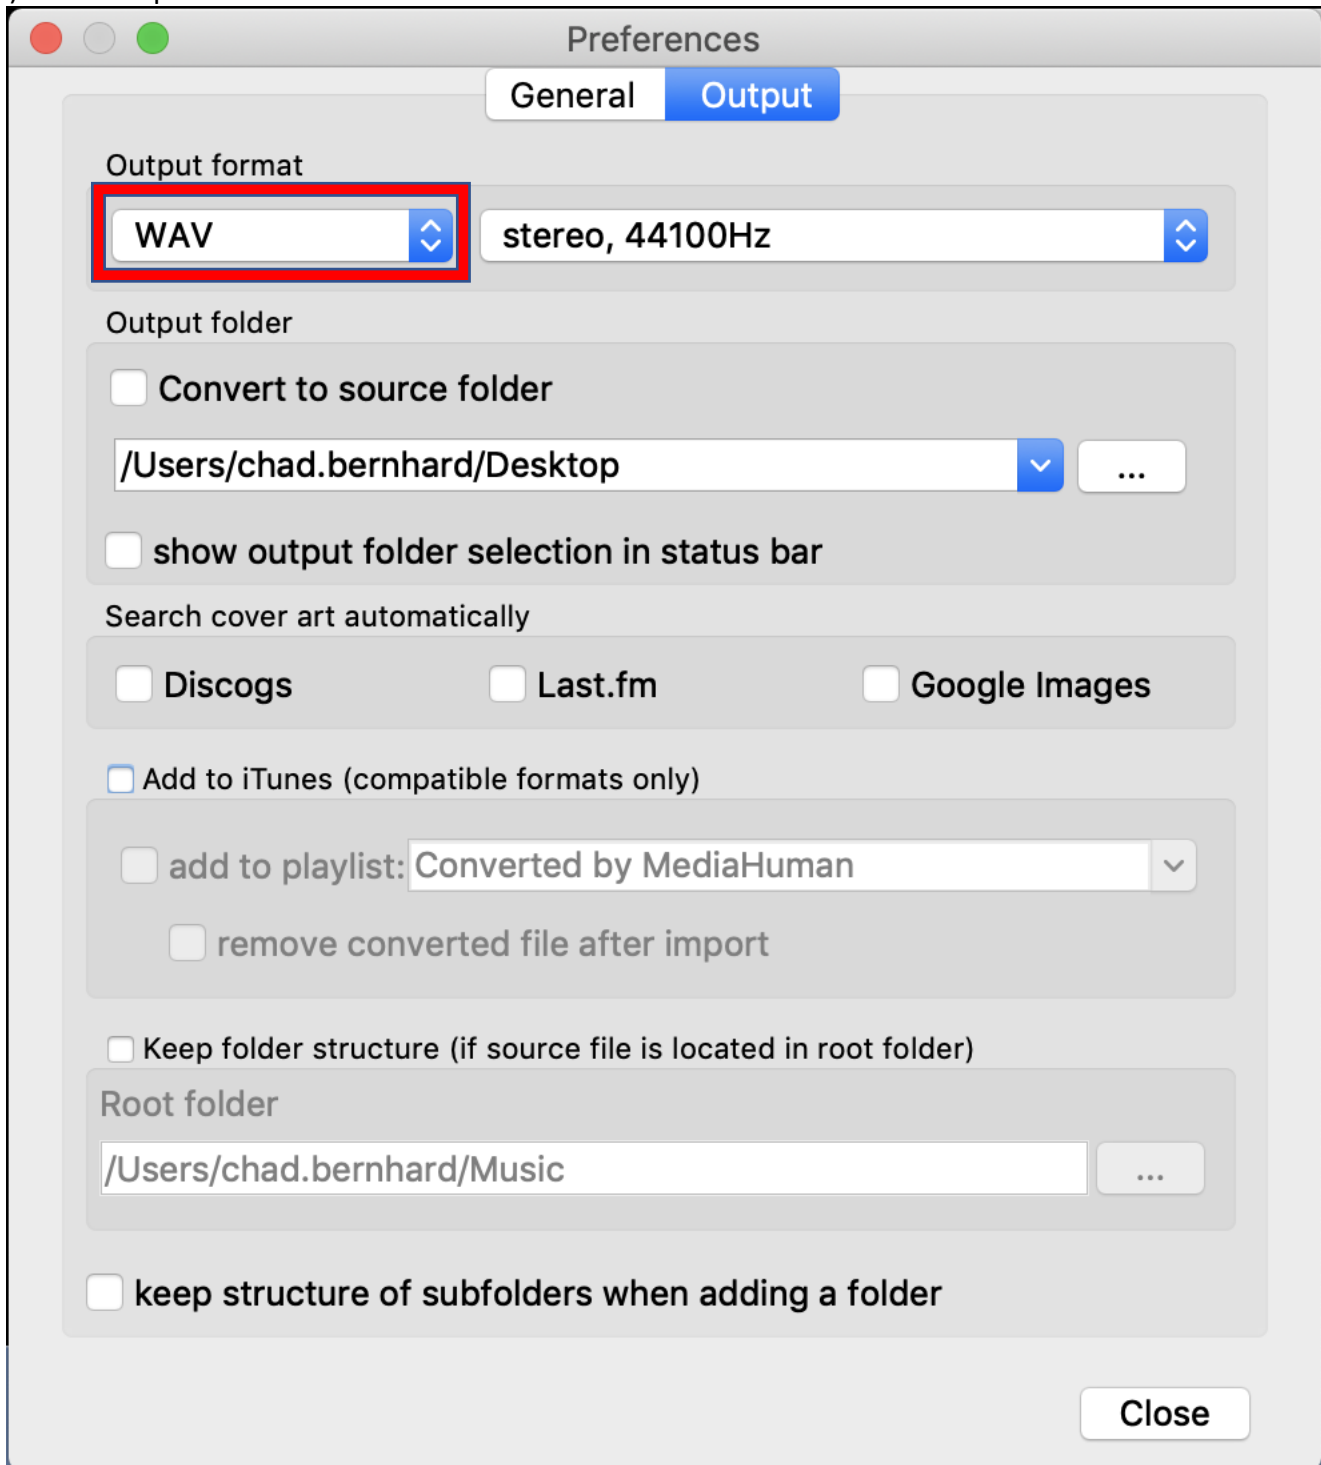 Preferences
General Output
Output format
WAV stereo, 44100Hz
Output folder
Convert to source folder
/Users/chad.bernhard/Desktop ...
show output folder selection in status bar
Search cover art automatically
Discogs Last.fm Google Images
Add to iTunes (compatible formats only)
add to playlist: Converted by MediaHuman
remove converted file after import
Keep folder structure (if source file is located in root folder)
Root folder
/Users/chad.bernhard/Music ...
keep structure of subfolders when adding a folder
Close